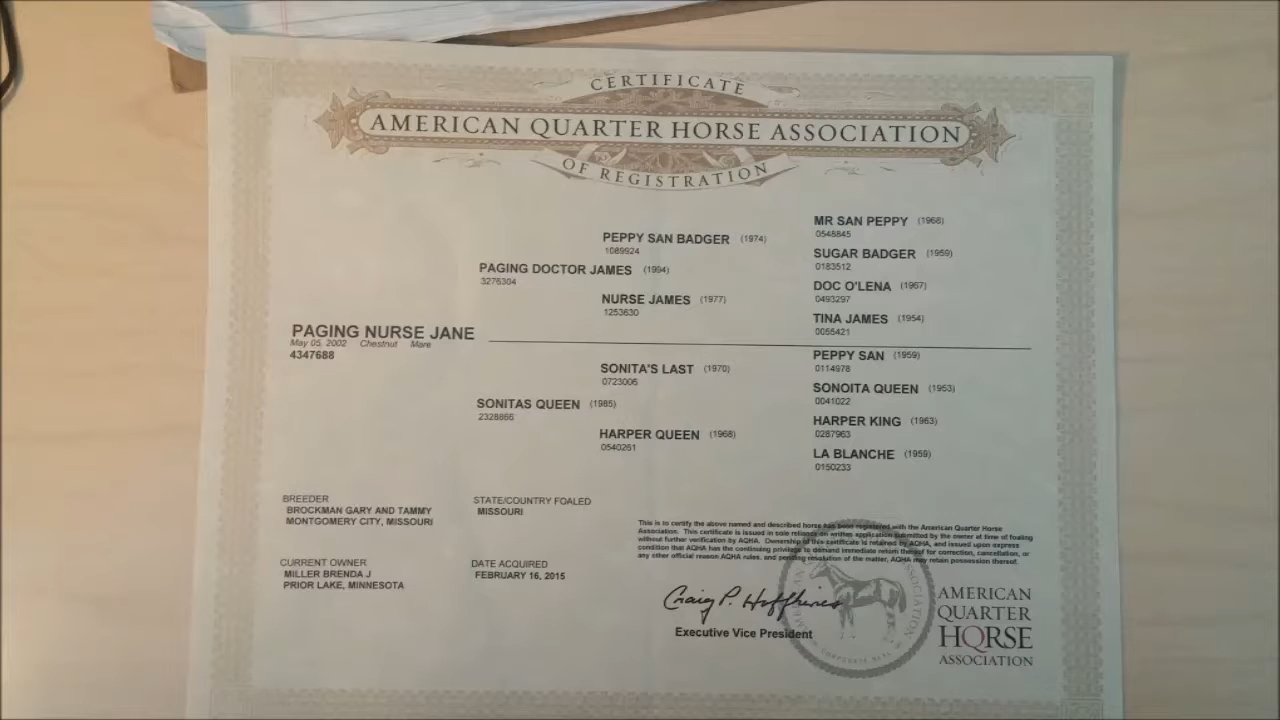 CERTIFICATE
AMERICAN QUARTER HORSE ASSOCIATION
OF REGISTRATION
MR SAN PEPPY (1968)
0548845
PEPPY SAN BADGER (1974)
1089924
SUGAR BADGER (1959)
0183512
PAGING DOCTOR JAMES (1994)
3276304
DOC O'LENA (1967)
0493297
NURSE JAMES (1977)
1253630
TINA JAMES (1954)
0055421
PAGING NURSE JANE
May 05, 2002 Chestnut Mare
4347688
PEPPY SAN (1959)
0114978
SONITA'S LAST (1970)
0723006
SONOITA QUEEN (1953)
0041022
SONITAS QUEEN (1985)
2328866
HARPER KING (1963)
0287963
HARPER QUEEN (1968)
0540261
LA BLANCHE (1959)
0150233
BREEDER
BROCKMAN GARY AND TAMMY
MONTGOMERY CITY, MISSOURI
STATE/COUNTRY FOALED
MISSOURI
CURRENT OWNER
MILLER BRENDA J
PRIOR LAKE, MINNESOTA
DATE ACQUIRED
FEBRUARY 16, 2015
This is to certify the above named and described horse has been registered with the American Quarter Horse
Association. This certificate is issued in sole reliance on written application submitted by the owner at time of foaling
without further verification by AQHA. Ownership of this certificate is retained by AQHA, and issued upon express
condition that AQHA has the continuing privilege to demand immediate return thereof for correction, cancellation, or
any other official reason AQHA rules, and pending resolution of the matter, AQHA may retain possession thereof.
Craig P. Huffhines
Executive Vice President
AMERICAN
QUARTER
HORSE
ASSOCIATION
CORPORATE SEAL